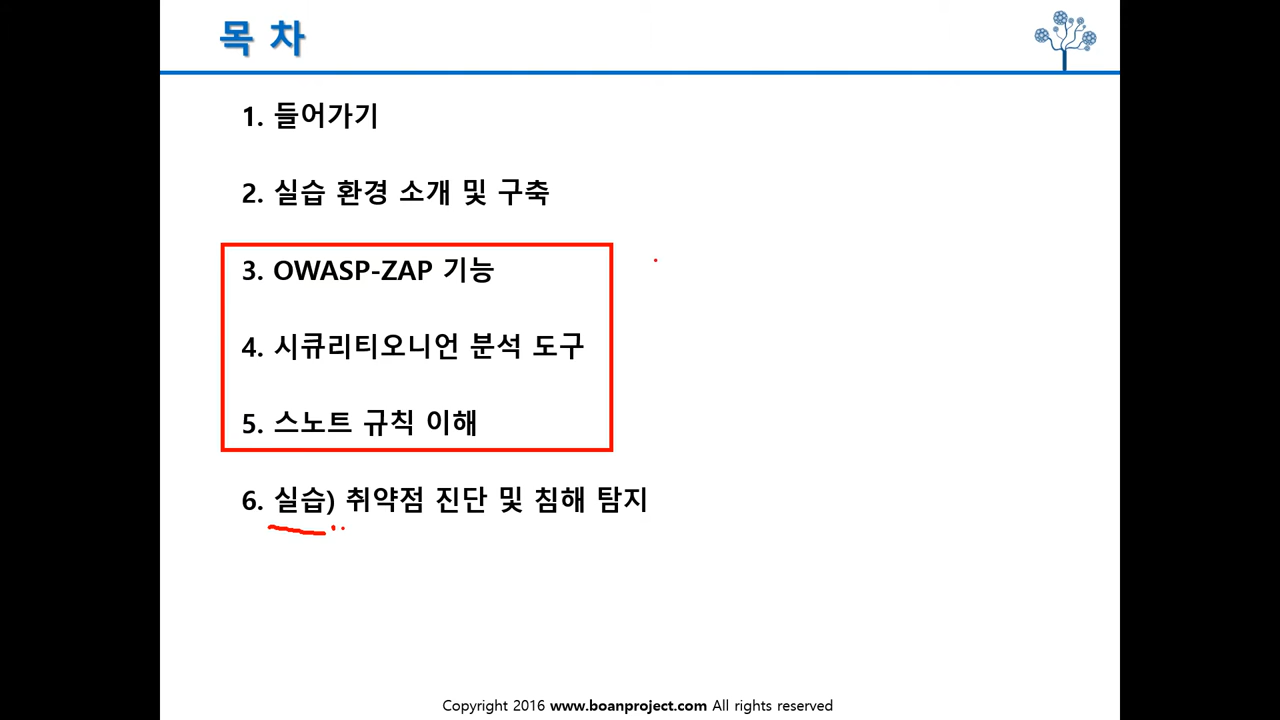 목 차
1. 들어가기
2. 실습 환경 소개 및 구축
3. OWASP-ZAP 기능
4. 시큐리티오니언 분석 도구
5. 스노트 규칙 이해
6. 실습) 취약점 진단 및 침해 탐지
Copyright 2016 www.boanproject.com All rights reserved